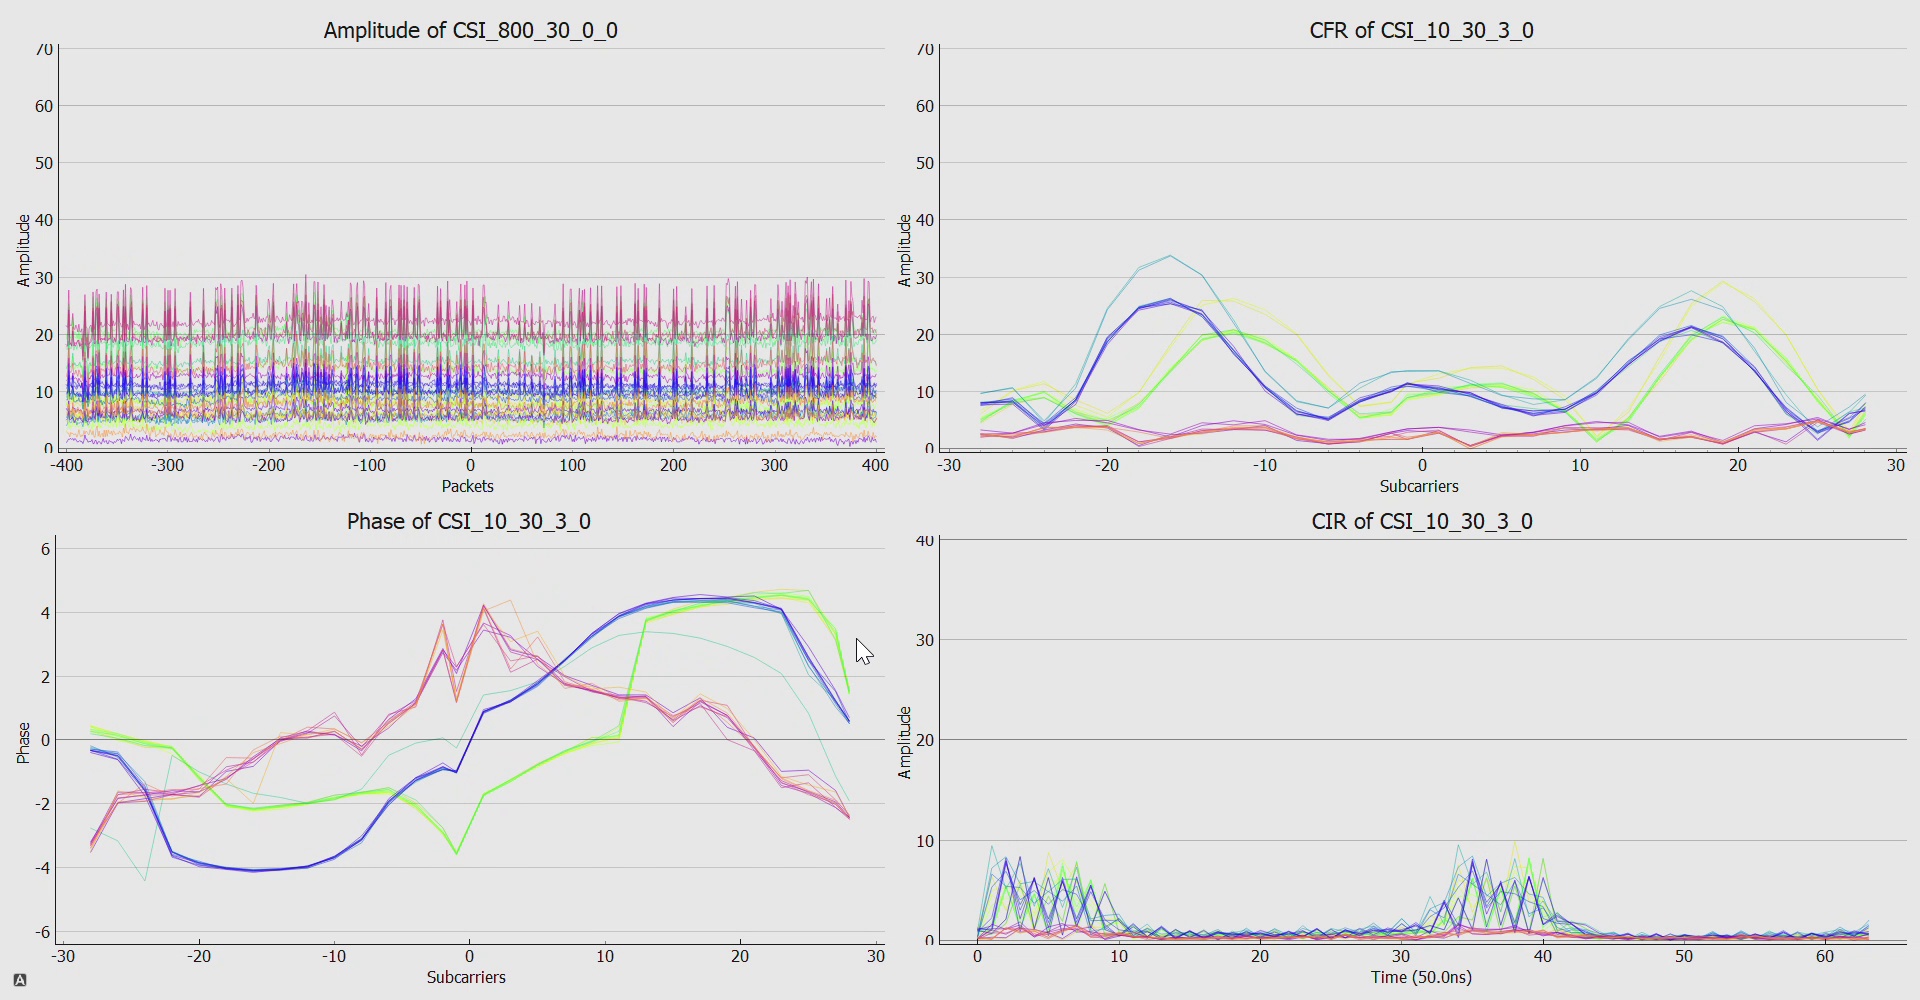 Amplitude of CSI_800_30_0_0
70
60
50
40
30
20
10
0
Amplitude
-400 -300 -200 -100 0 100 200 300 400
Packets
CFR of CSI_10_30_3_0
70
60
50
40
30
20
10
0
Amplitude
-30 -20 -10 0 10 20 30
Subcarriers
Phase of CSI_10_30_3_0
6
4
2
0
-2
-4
-6
Phase
-30 -20 -10 0 10 20 30
Subcarriers
A
CIR of CSI_10_30_3_0
40
30
20
10
0
Amplitude
0 10 20 30 40 50 60
Time (50.0ns)